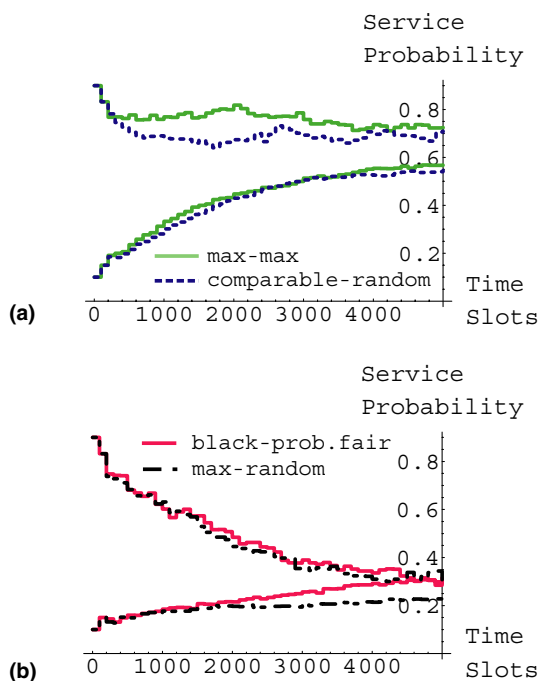 Service
Probability
0.8
0.6
0.4
0.2
max-max
comparable-random
Time
Slots
(a)
0 1000 2000 3000 4000
Service
Probability
black-prob.fair
max-random
0.8
0.6
0.4
0.2
Time
Slots
(b)
0 1000 2000 3000 4000